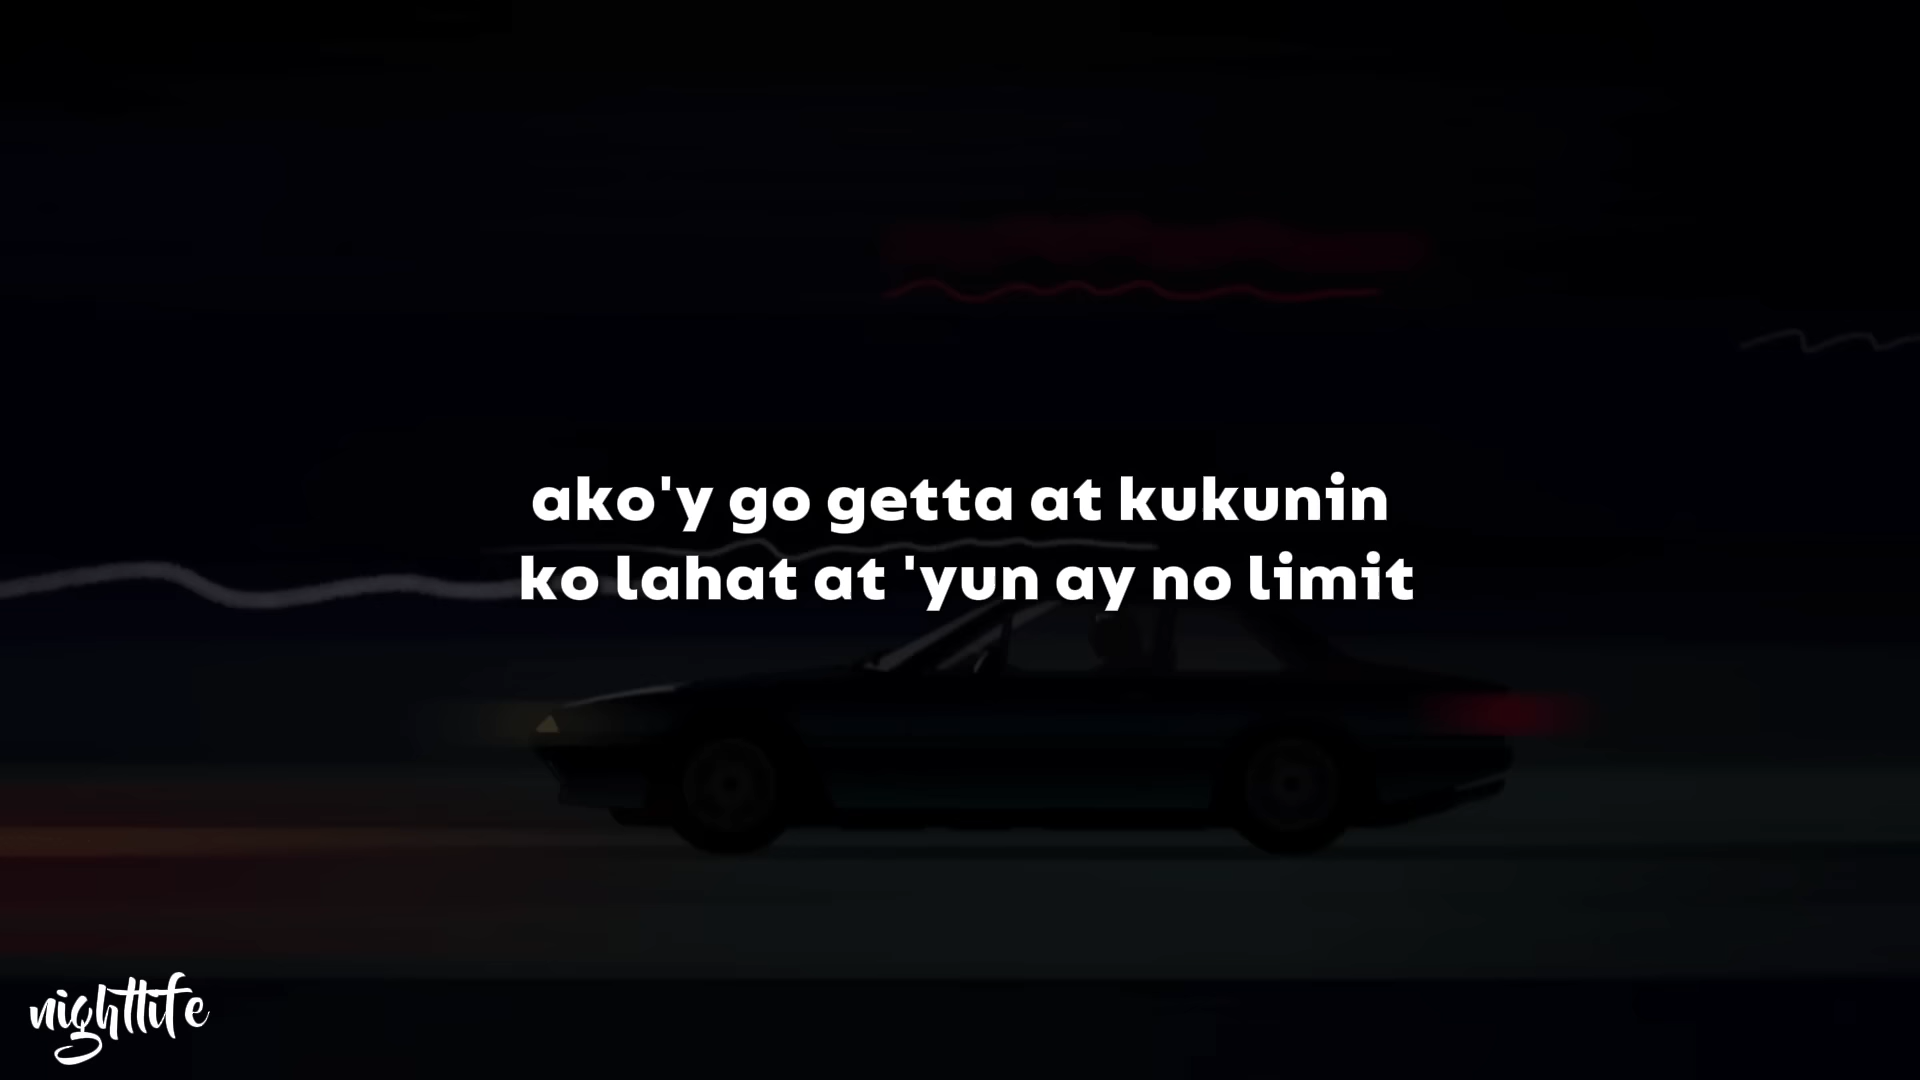 ako'y go getta at kukunin
ko lahat at 'yun ay no limit
nightlife